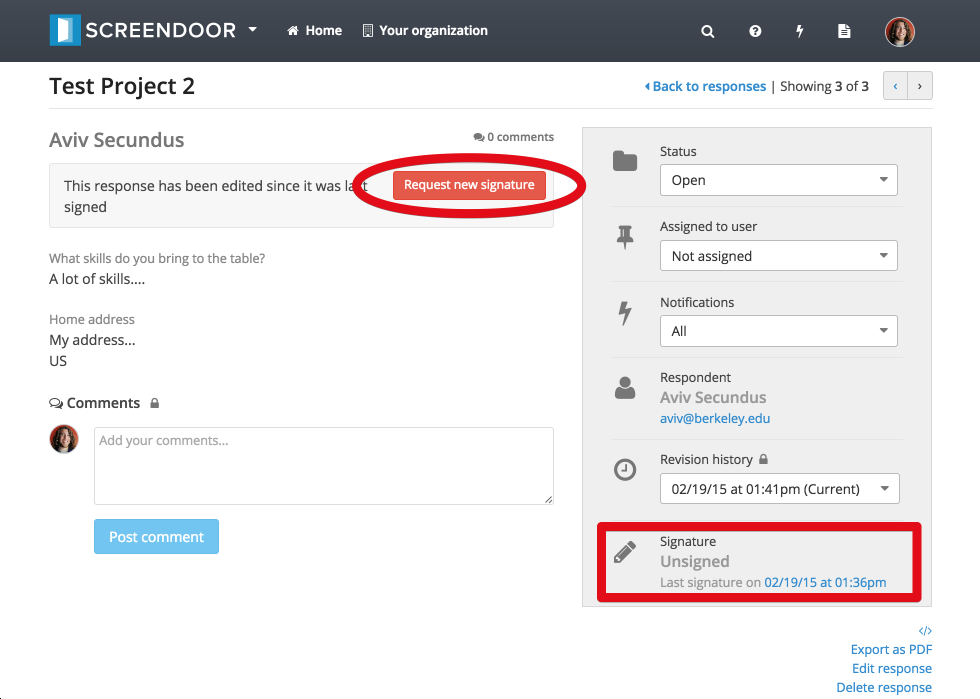 SCREENDOOR Home Your organization
Test Project 2
Back to responses | Showing 3 of 3
Aviv Secundus
0 comments
This response has been edited since it was last
signed
Request new signature
What skills do you bring to the table?
A lot of skills....
Home address
My address...
US
Comments
Add your comments...
Post comment
Status
Open
Assigned to user
Not assigned
Notifications
All
Respondent
Aviv Secundus
aviv@berkeley.edu
Revision history
02/19/15 at 01:41pm (Current)
Signature
Unsigned
Last signature on 02/19/15 at 01:36pm
</>
Export as PDF
Edit response
Delete response